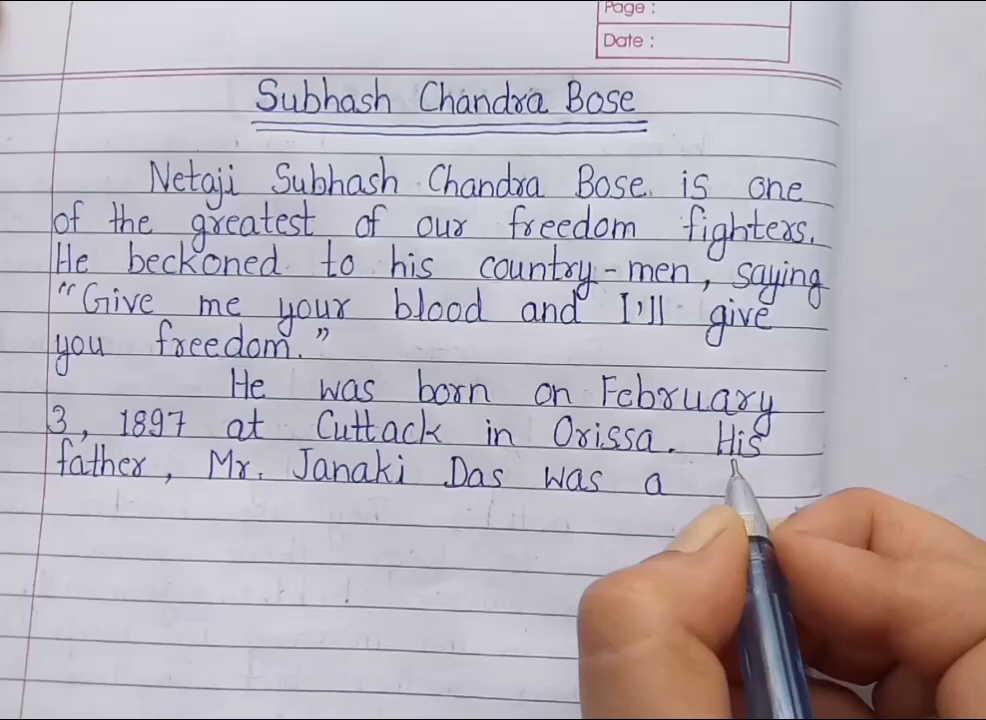 Page :
Date :
Subhash Chandra Bose
Netaji Subhash Chandra Bose is one
of the greatest of our freedom fighters.
He beckoned to his country-men, saying
"Give me your blood and I'll give
you freedom."
He was born on February
3, 1897 at Cuttack in Orissa. His
father, Mr. Janaki Das was a